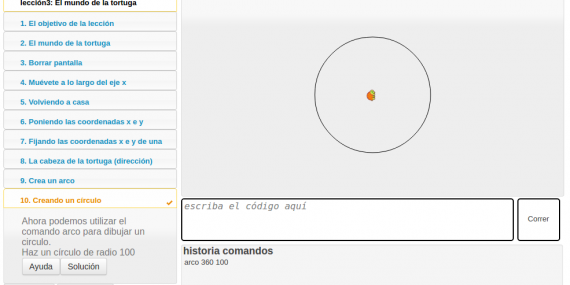 lección3: El mundo de la tortuga
1. El objetivo de la lección
2. El mundo de la tortuga
3. Borrar pantalla
4. Muévete a lo largo del eje x
5. Volviendo a casa
6. Poniendo las coordenadas x e y
7. Fijando las coordenadas x e y de una
8. La cabeza de la tortuga (dirección)
9. Crea un arco
10. Creando un círculo
Ahora podemos utilizar el
comando arco para dibujar un
círculo.
Haz un círculo de radio 100
Ayuda
Solución
escriba el código aquí
Correr
historia comandos
arco 360 100